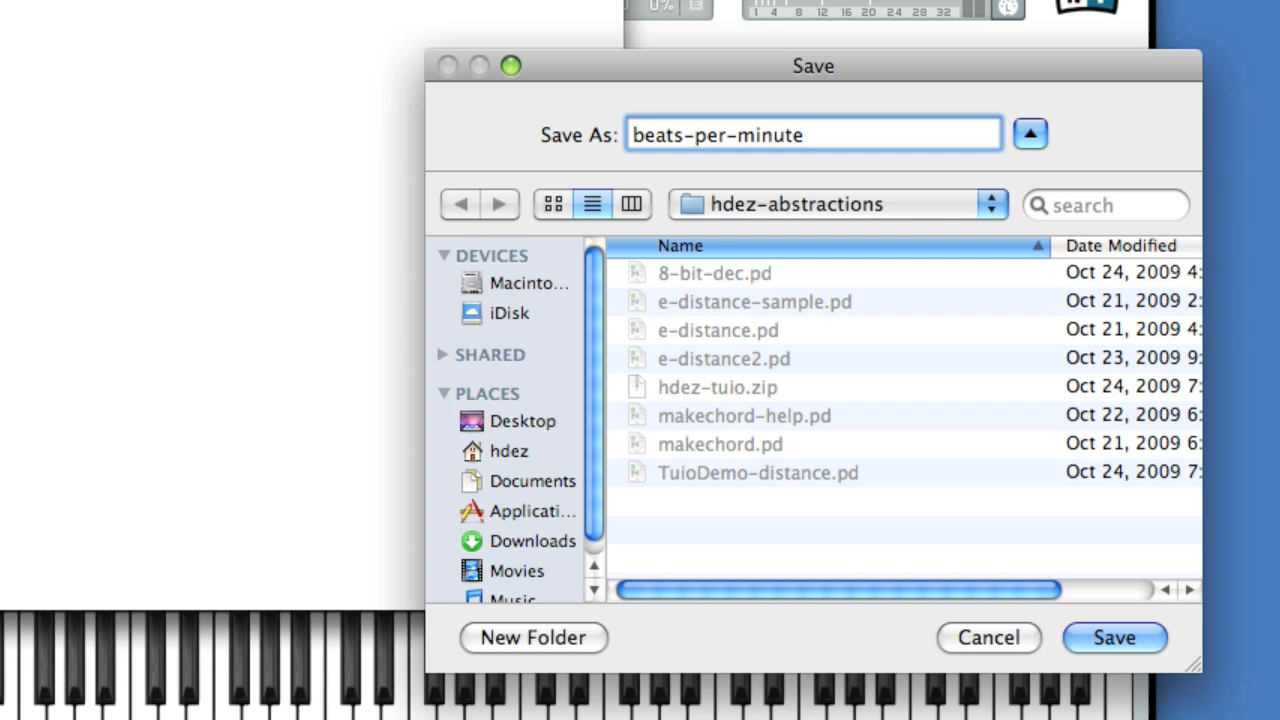 0%
1 4 8 12 16 20 24 28 32
Save
Save As: beats-per-minute
hdez-abstractions
search
DEVICES
Macinto...
iDisk
SHARED
PLACES
Desktop
hdez
Documents
Applicati...
Downloads
Movies
Music
Name Date Modified
8-bit-dec.pd Oct 24, 2009 4:
e-distance-sample.pd Oct 21, 2009 2:
e-distance.pd Oct 21, 2009 4:
e-distance2.pd Oct 23, 2009 9:
hdez-tuio.zip Oct 24, 2009 7:
makechord-help.pd Oct 22, 2009 6:
makechord.pd Oct 21, 2009 6:
TuioDemo-distance.pd Oct 24, 2009 7:
New Folder Cancel Save